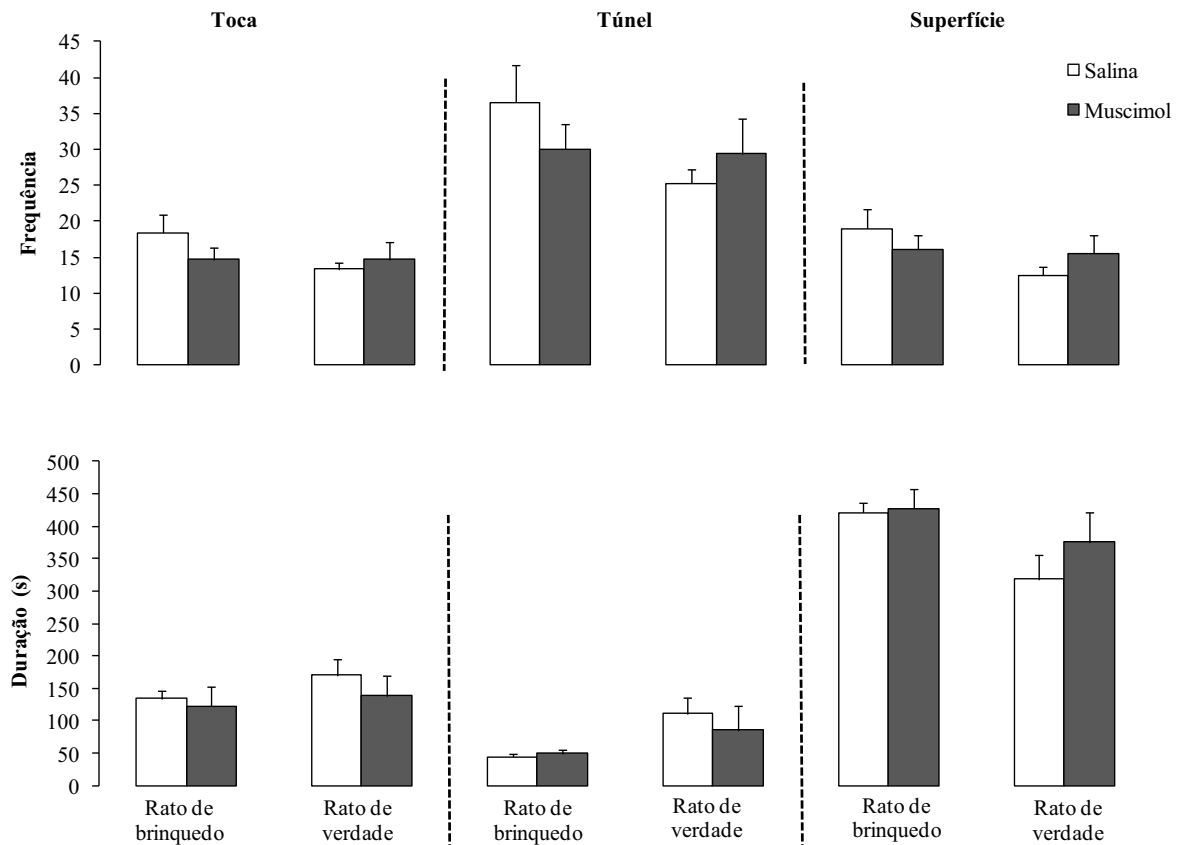 Toca
Túnel
Superfície
Salina
Muscimol
Frequência
45
40
35
30
25
20
15
10
5
0
Duração (s)
500
450
400
350
300
250
200
150
100
50
0
Rato de
brinquedo
Rato de
verdade
Rato de
brinquedo
Rato de
verdade
Rato de
brinquedo
Rato de
verdade